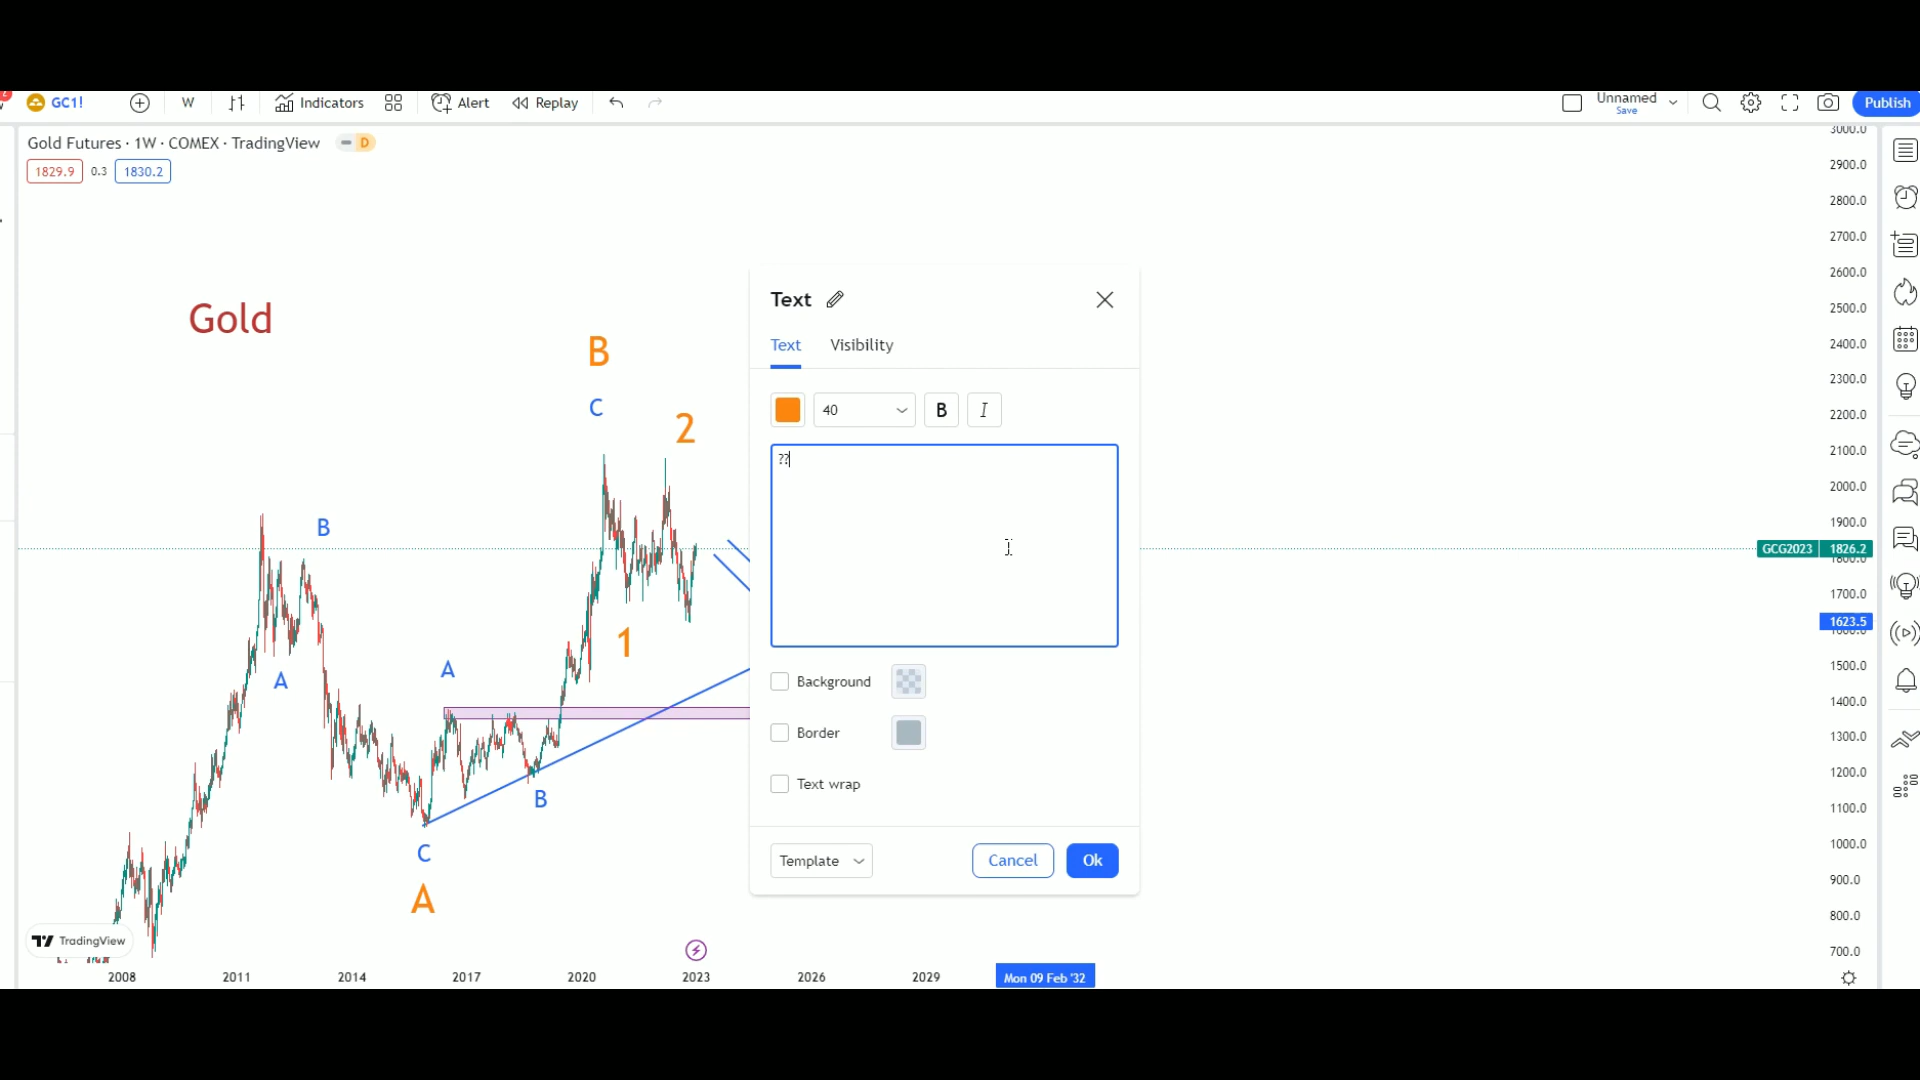 GC1!
W
Indicators
Alert
Replay
Unnamed
Save
Publish
Gold Futures · 1W · COMEX · TradingView
D
1829.9
0.3
1830.2
Gold
B
C
2
B
A
A
1
B
C
A
Text
Text
Visibility
40
B
I
??
Background
Border
Text wrap
Template
Cancel
Ok
3000.0
2900.0
2800.0
2700.0
2600.0
2500.0
2400.0
2300.0
2200.0
2100.0
2000.0
1900.0
GCG2023
1826.2
1800.0
1700.0
1623.5
1500.0
1400.0
1300.0
1200.0
1100.0
1000.0
900.0
800.0
700.0
TradingView
2008
2011
2014
2017
2020
2023
2026
2029
Mon 09 Feb '32